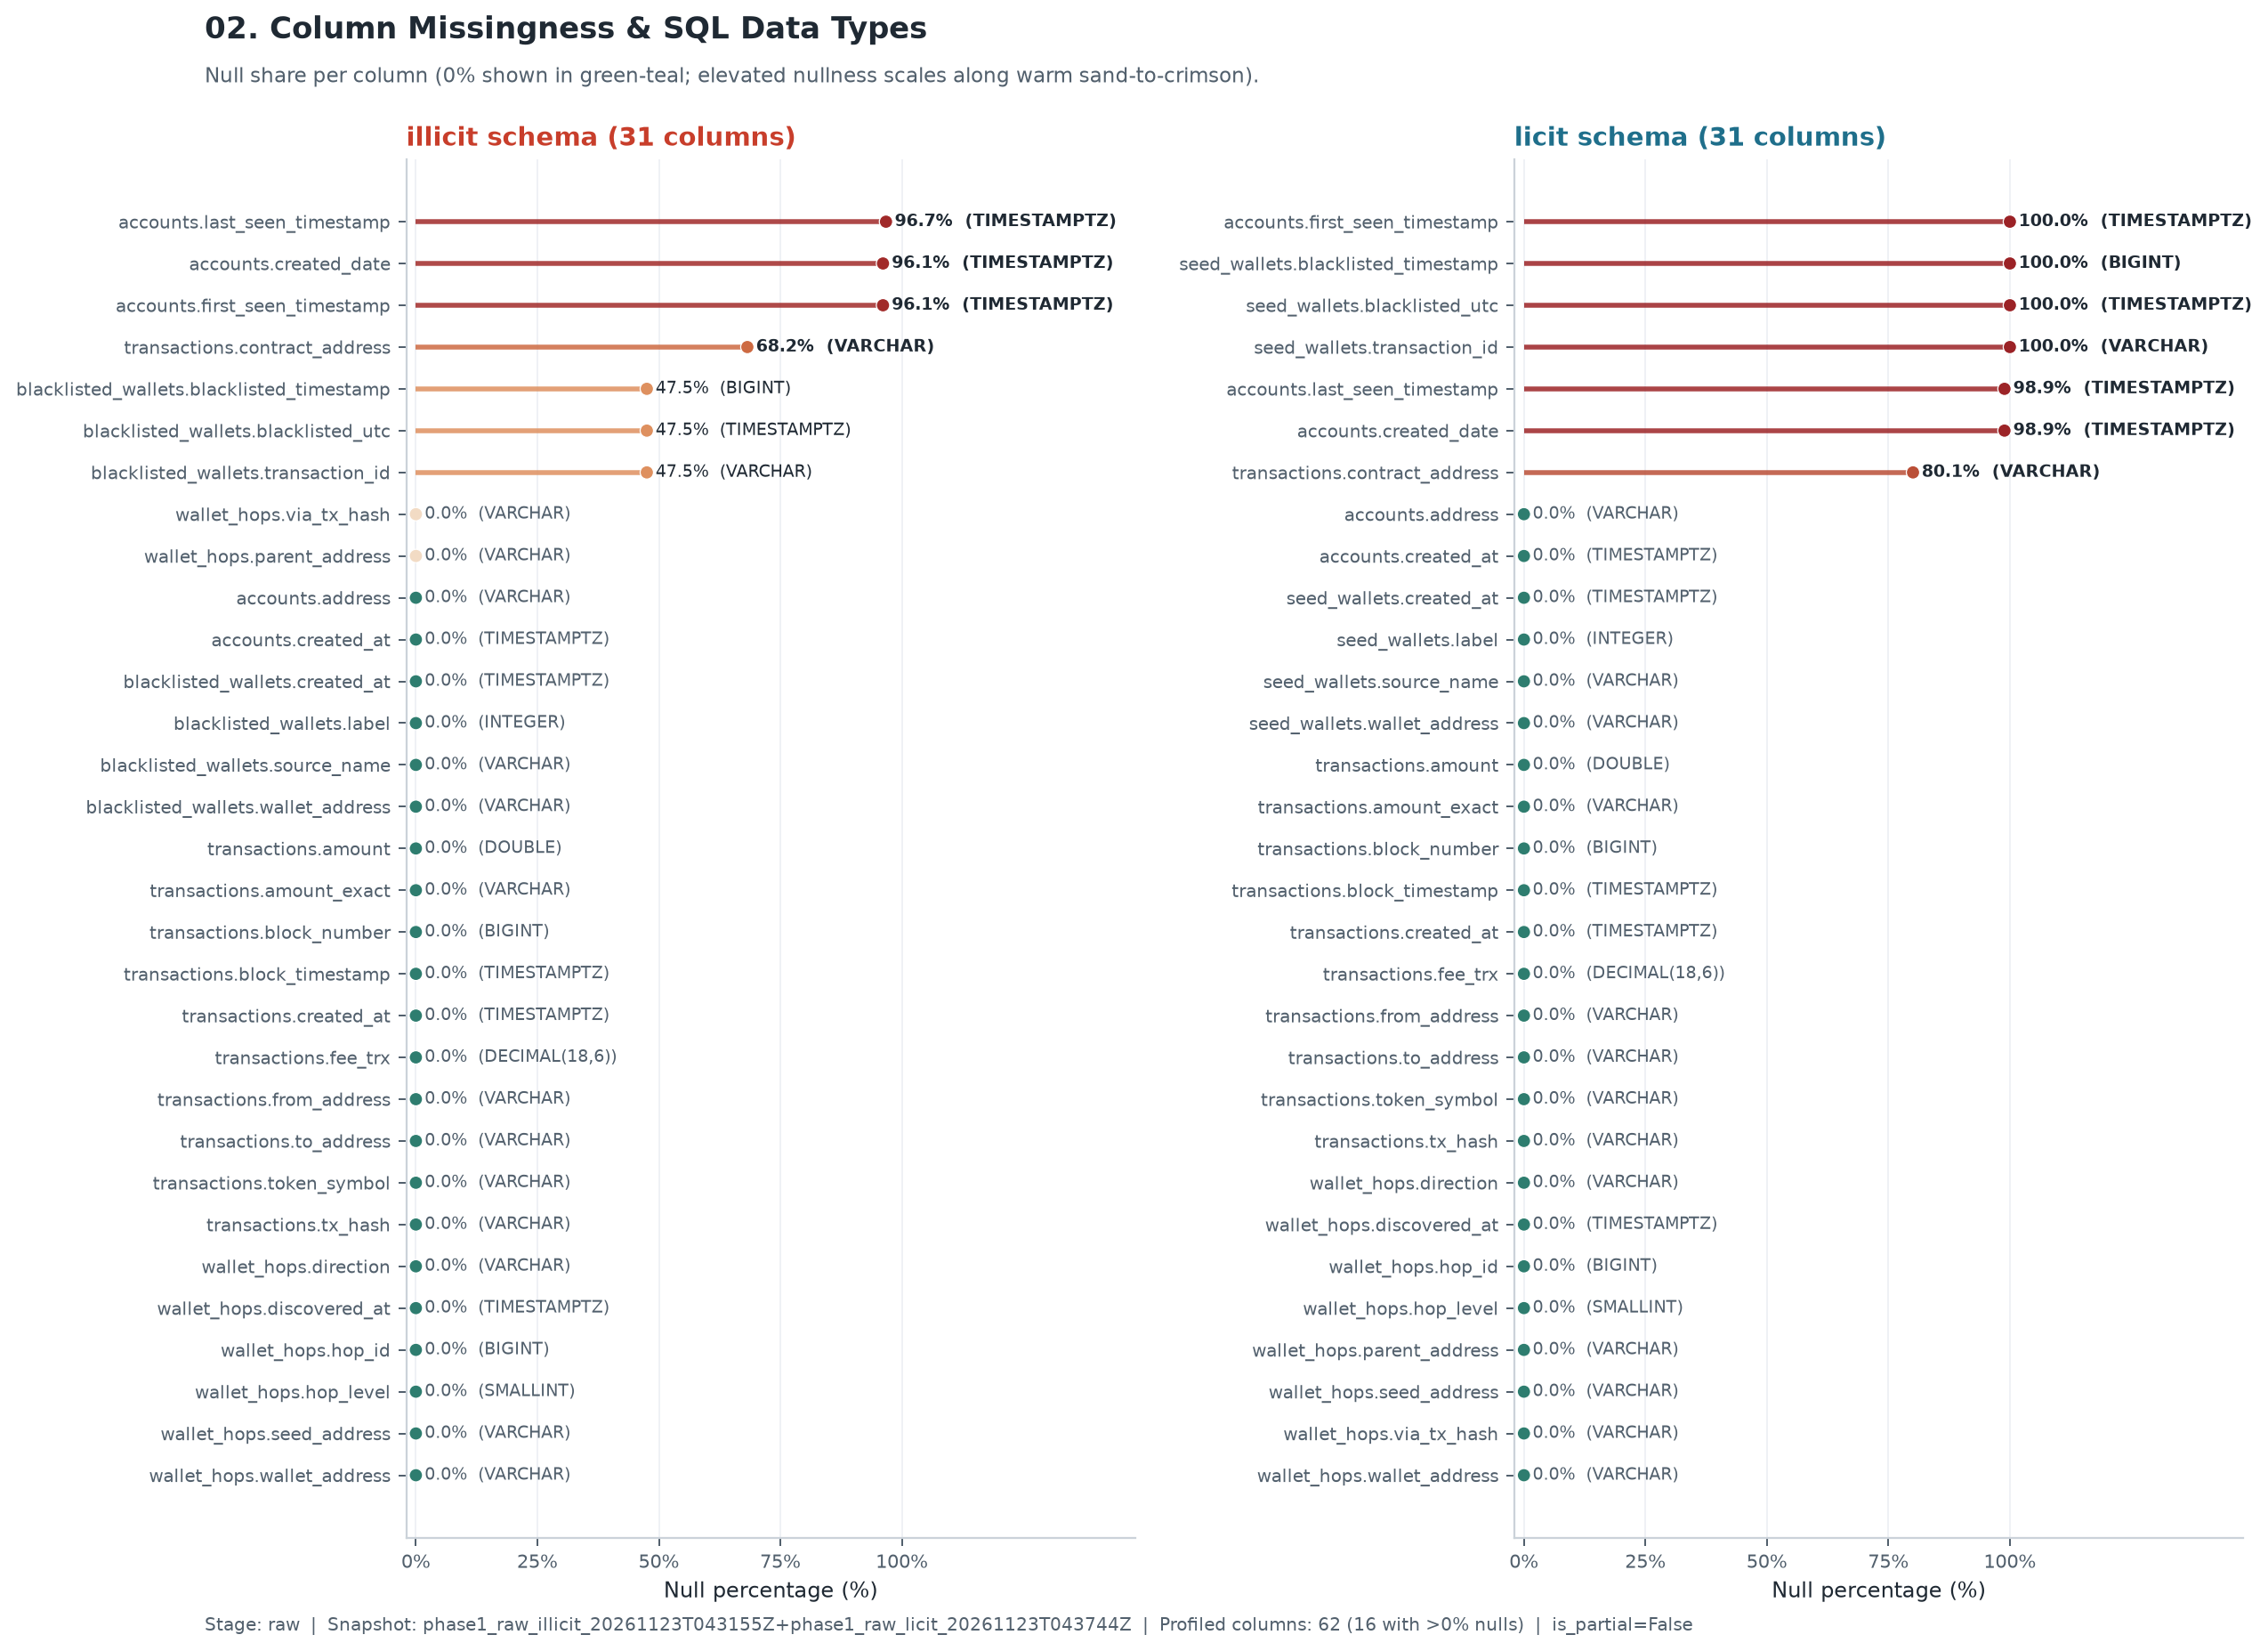 02. Column Missingness & SQL Data Types
Null share per column (0% shown in green-teal; elevated nullness scales along warm sand-to-crimson).
illicit schema (31 columns)
accounts.last_seen_timestamp 96.7% (TIMESTAMPTZ)
accounts.created_date 96.1% (TIMESTAMPTZ)
accounts.first_seen_timestamp 96.1% (TIMESTAMPTZ)
transactions.contract_address 68.2% (VARCHAR)
blacklisted_wallets.blacklisted_timestamp 47.5% (BIGINT)
blacklisted_wallets.blacklisted_utc 47.5% (TIMESTAMPTZ)
blacklisted_wallets.transaction_id 47.5% (VARCHAR)
wallet_hops.via_tx_hash 0.0% (VARCHAR)
wallet_hops.parent_address 0.0% (VARCHAR)
accounts.address 0.0% (VARCHAR)
accounts.created_at 0.0% (TIMESTAMPTZ)
blacklisted_wallets.created_at 0.0% (TIMESTAMPTZ)
blacklisted_wallets.label 0.0% (INTEGER)
blacklisted_wallets.source_name 0.0% (VARCHAR)
blacklisted_wallets.wallet_address 0.0% (VARCHAR)
transactions.amount 0.0% (DOUBLE)
transactions.amount_exact 0.0% (VARCHAR)
transactions.block_number 0.0% (BIGINT)
transactions.block_timestamp 0.0% (TIMESTAMPTZ)
transactions.created_at 0.0% (TIMESTAMPTZ)
transactions.fee_trx 0.0% (DECIMAL(18,6))
transactions.from_address 0.0% (VARCHAR)
transactions.to_address 0.0% (VARCHAR)
transactions.token_symbol 0.0% (VARCHAR)
transactions.tx_hash 0.0% (VARCHAR)
wallet_hops.direction 0.0% (VARCHAR)
wallet_hops.discovered_at 0.0% (TIMESTAMPTZ)
wallet_hops.hop_id 0.0% (BIGINT)
wallet_hops.hop_level 0.0% (SMALLINT)
wallet_hops.seed_address 0.0% (VARCHAR)
wallet_hops.wallet_address 0.0% (VARCHAR)
0% 25% 50% 75% 100%
Null percentage (%)
licit schema (31 columns)
accounts.first_seen_timestamp 100.0% (TIMESTAMPTZ)
seed_wallets.blacklisted_timestamp 100.0% (BIGINT)
seed_wallets.blacklisted_utc 100.0% (TIMESTAMPTZ)
seed_wallets.transaction_id 100.0% (VARCHAR)
accounts.last_seen_timestamp 98.9% (TIMESTAMPTZ)
accounts.created_date 98.9% (TIMESTAMPTZ)
transactions.contract_address 80.1% (VARCHAR)
accounts.address 0.0% (VARCHAR)
accounts.created_at 0.0% (TIMESTAMPTZ)
seed_wallets.created_at 0.0% (TIMESTAMPTZ)
seed_wallets.label 0.0% (INTEGER)
seed_wallets.source_name 0.0% (VARCHAR)
seed_wallets.wallet_address 0.0% (VARCHAR)
transactions.amount 0.0% (DOUBLE)
transactions.amount_exact 0.0% (VARCHAR)
transactions.block_number 0.0% (BIGINT)
transactions.block_timestamp 0.0% (TIMESTAMPTZ)
transactions.created_at 0.0% (TIMESTAMPTZ)
transactions.fee_trx 0.0% (DECIMAL(18,6))
transactions.from_address 0.0% (VARCHAR)
transactions.to_address 0.0% (VARCHAR)
transactions.token_symbol 0.0% (VARCHAR)
transactions.tx_hash 0.0% (VARCHAR)
wallet_hops.direction 0.0% (VARCHAR)
wallet_hops.discovered_at 0.0% (TIMESTAMPTZ)
wallet_hops.hop_id 0.0% (BIGINT)
wallet_hops.hop_level 0.0% (SMALLINT)
wallet_hops.parent_address 0.0% (VARCHAR)
wallet_hops.seed_address 0.0% (VARCHAR)
wallet_hops.via_tx_hash 0.0% (VARCHAR)
wallet_hops.wallet_address 0.0% (VARCHAR)
0% 25% 50% 75% 100%
Null percentage (%)
Stage: raw | Snapshot: phase1_raw_illicit_20261123T043155Z+phase1_raw_licit_20261123T043744Z | Profiled columns: 62 (16 with >0% nulls) | is_partial=False